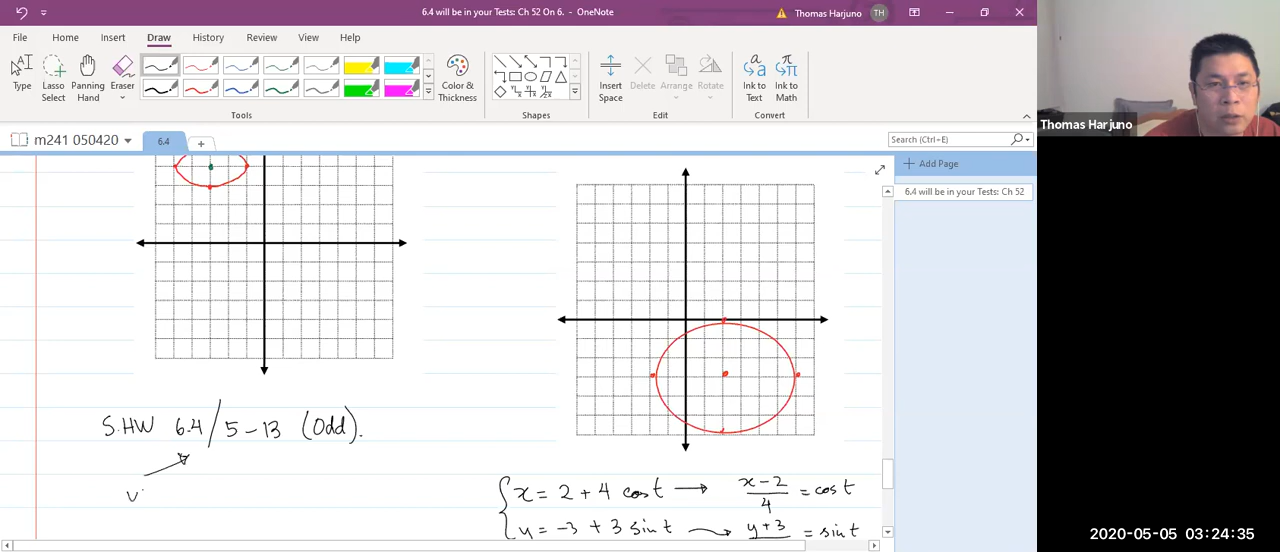 6.4 will be in your Tests: Ch 52 On 6. - OneNote
Thomas Harjuno
TH
File
Home
Insert
Draw
History
Review
View
Help
Type
Lasso
Select
Panning
Hand
Eraser
Color &
Thickness
Insert
Space
Delete
Arrange
Rotate
Ink to
Text
Ink to
Math
Tools
Shapes
Edit
Convert
m241 050420
6.4
Search (Ctrl+E)
Add Page
6.4 will be in your Tests: Ch 52
Thomas Harjuno
S.HW 6.4/5-13 (Odd).
x = 2 + 4 cos t → x-2/4 = cos t
y = -3 + 3 sin t → y+3 = sin t
2020-05-05 03:24:35